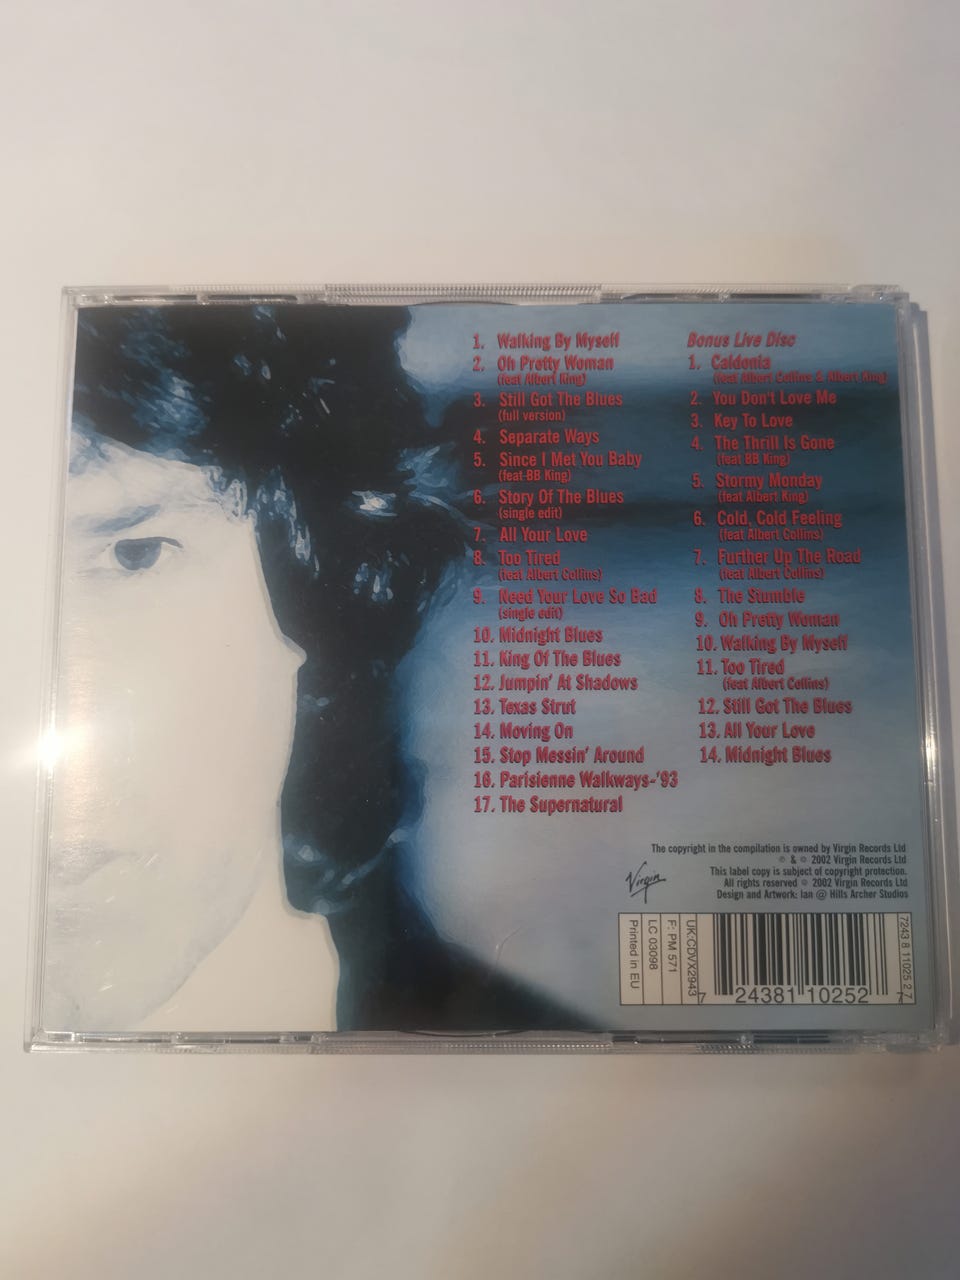 1. Walking By Myself
2. Oh Pretty Woman
(feat Albert King)
3. Still Got The Blues
(full version)
4. Separate Ways
5. Since I Met You Baby
(feat BB King)
6. Story Of The Blues
(single edit)
7. All Your Love
8. Too Tired
(feat Albert Collins)
9. Need Your Love So Bad
(single edit)
10. Midnight Blues
11. King Of The Blues
12. Jumpin' At Shadows
13. Texas Strut
14. Moving On
15. Stop Messin' Around
16. Parisienne Walkways-'93
17. The Supernatural
Bonus Live Disc
1. Caldonia
(feat Albert Collins & Albert King)
2. You Don't Love Me
3. Key To Love
4. The Thrill Is Gone
(feat BB King)
5. Stormy Monday
(feat Albert King)
6. Cold, Cold Feeling
(feat Albert Collins)
7. Further Up The Road
(feat Albert Collins)
8. The Stumble
9. Oh Pretty Woman
10. Walking By Myself
11. Too Tired
(feat Albert Collins)
12. Still Got The Blues
13. All Your Love
14. Midnight Blues
The copyright in the compilation is owned by Virgin Records Ltd
℗ & © 2002 Virgin Records Ltd
This label copy is subject of copyright protection.
All rights reserved © 2002 Virgin Records Ltd
Design and Artwork: Ian @ Hills Archer Studios
Virgin
UK:CDVX2943
F: PM 571
LC 03098
Printed in EU
7243 8 11025 2 7
7 24381 10252 7